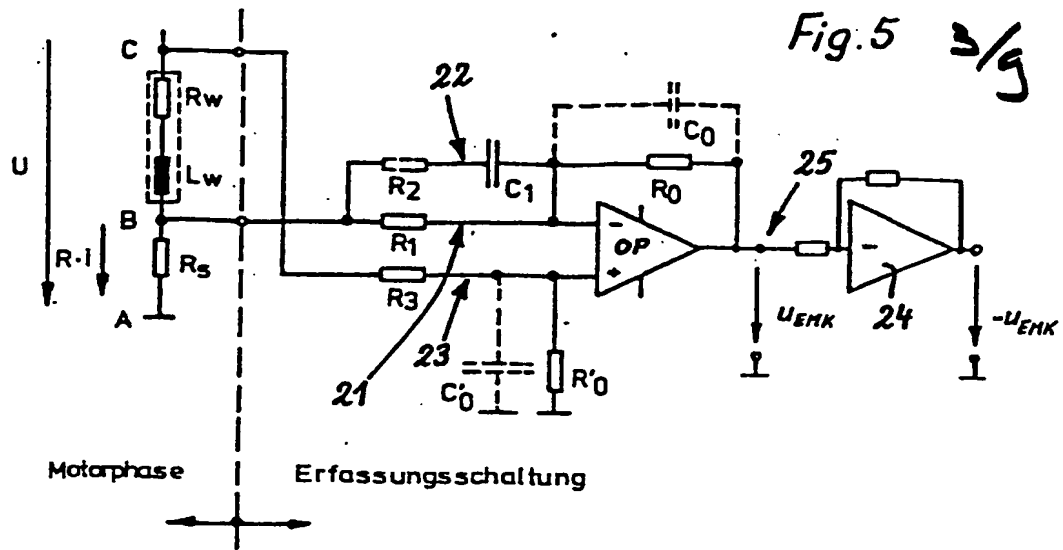 Fig.5 3/9
C
22
Rw
C0
U
R2
C1
R0
25
Lw
B
R1
-
OP
-
R·i
Rs
R3
+
24
A
uEMK
-uEMK
23
21
C'0
R'0
Motorphase
Erfassungsschaltung